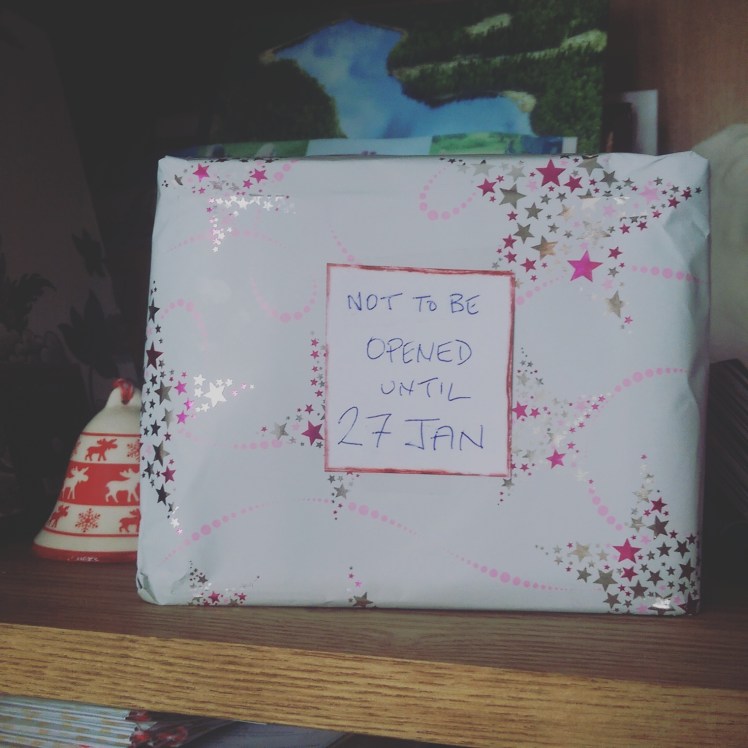 NOT TO BE
OPENED
UNTIL
27 JAN